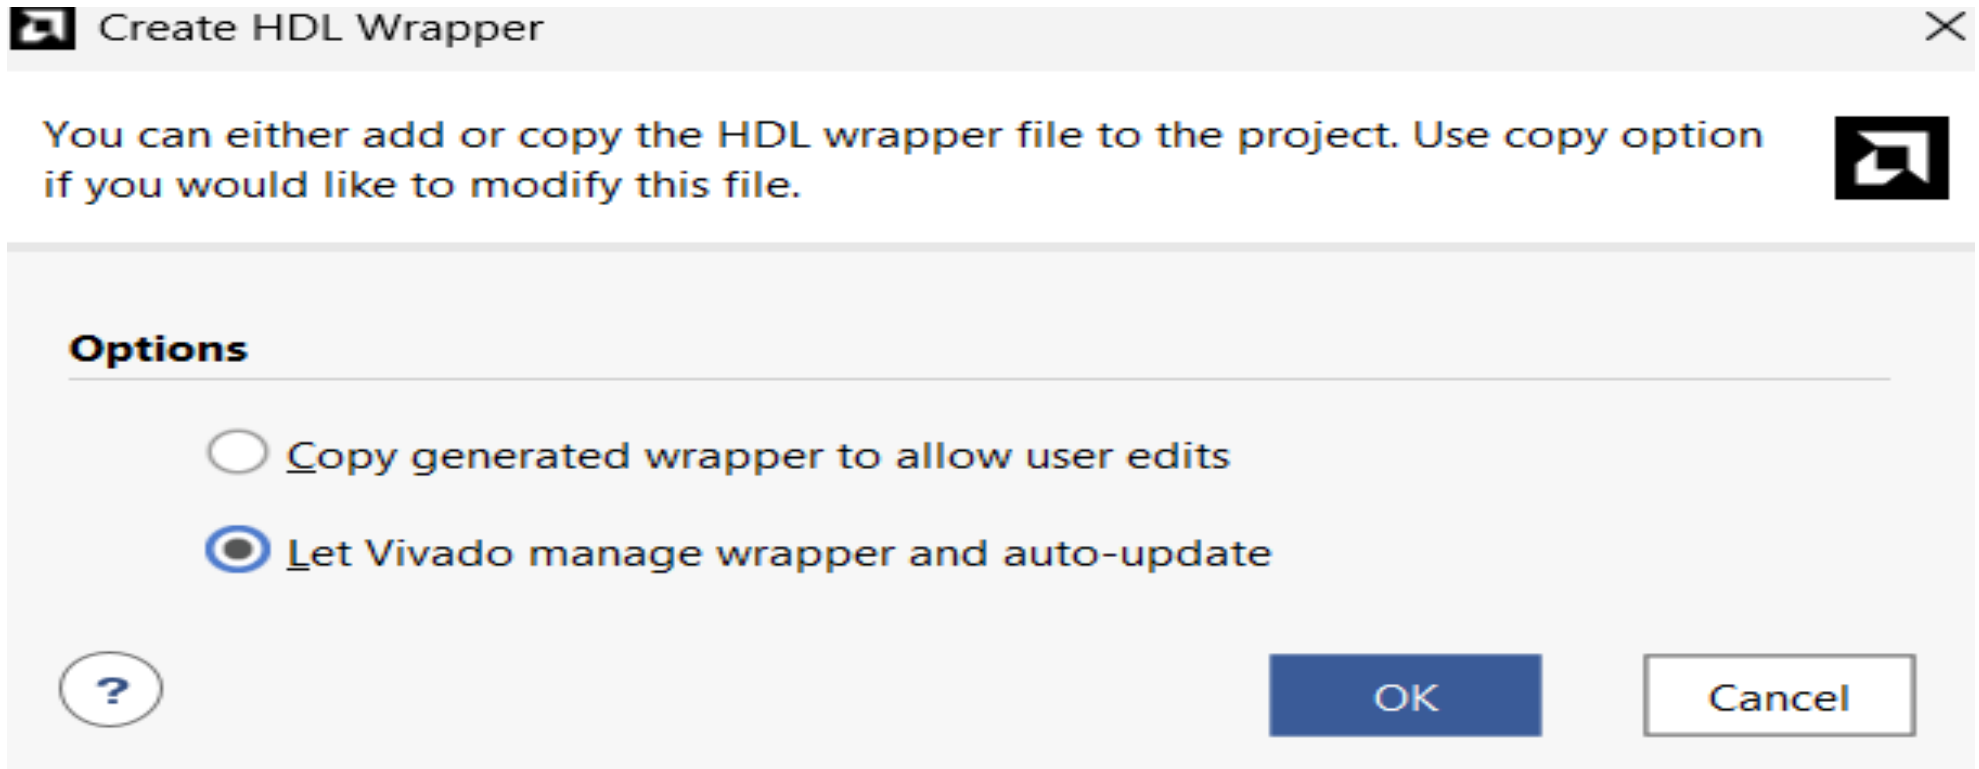 Create HDL Wrapper
You can either add or copy the HDL wrapper file to the project. Use copy option
if you would like to modify this file.
Options
Copy generated wrapper to allow user edits
Let Vivado manage wrapper and auto-update
?
OK
Cancel